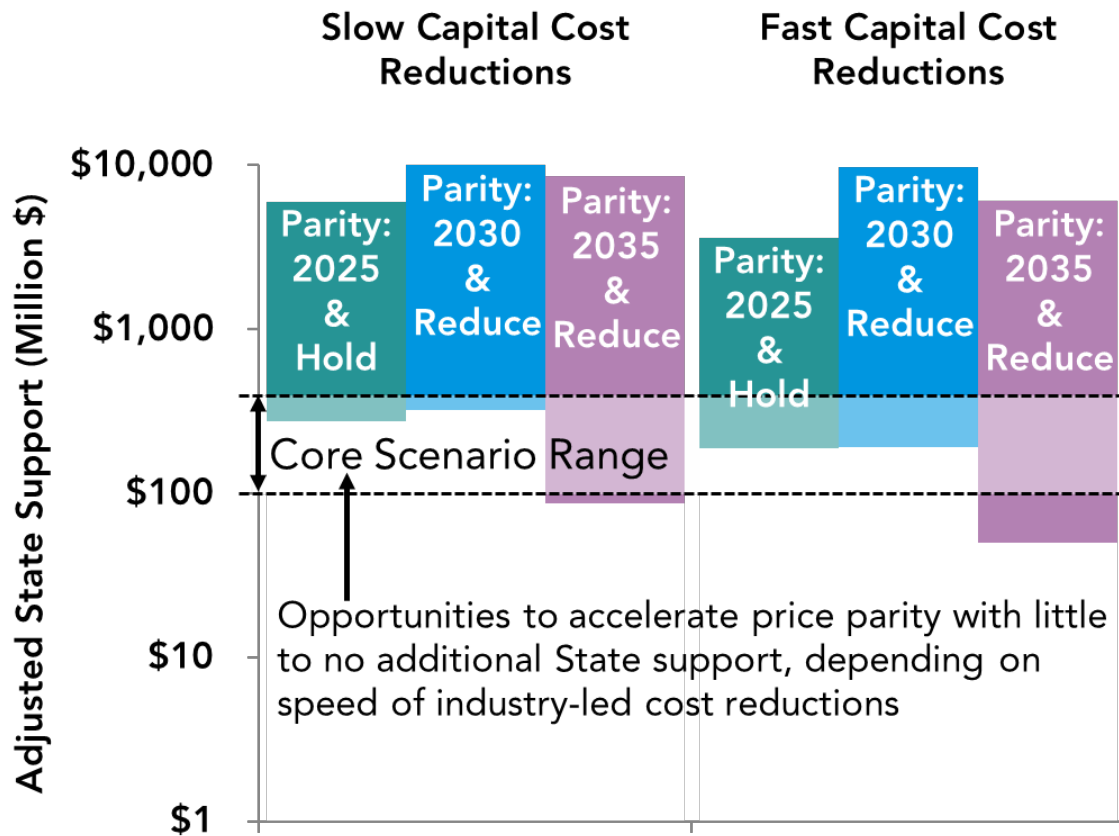 Slow Capital Cost
Reductions
Fast Capital Cost
Reductions
Adjusted State Support (Million $)
$10,000
$1,000
$100
$10
$1
Parity:
2025
&
Hold
Parity:
2030
&
Reduce
Parity:
2035
&
Reduce
Parity:
2025
&
Hold
Parity:
2030
&
Reduce
Parity:
2035
&
Reduce
Core Scenario Range
Opportunities to accelerate price parity with little
to no additional State support, depending on
speed of industry-led cost reductions